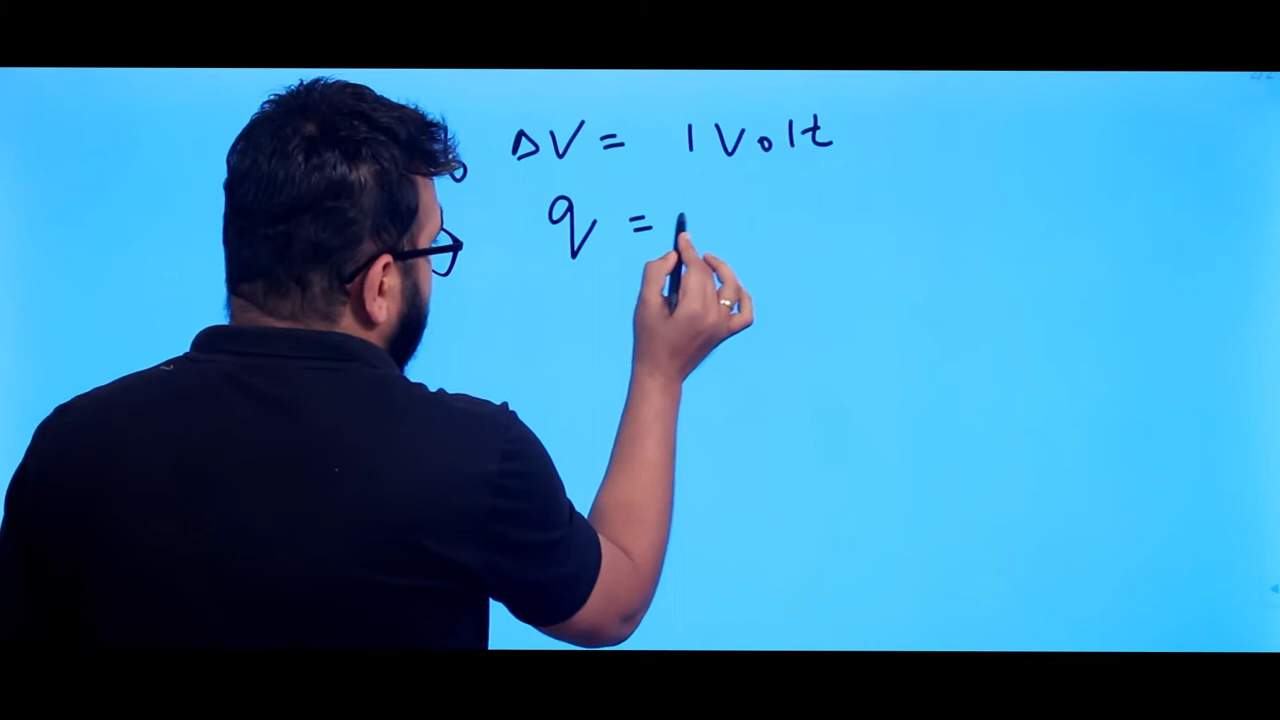 ΔV = 1 Volt
q =